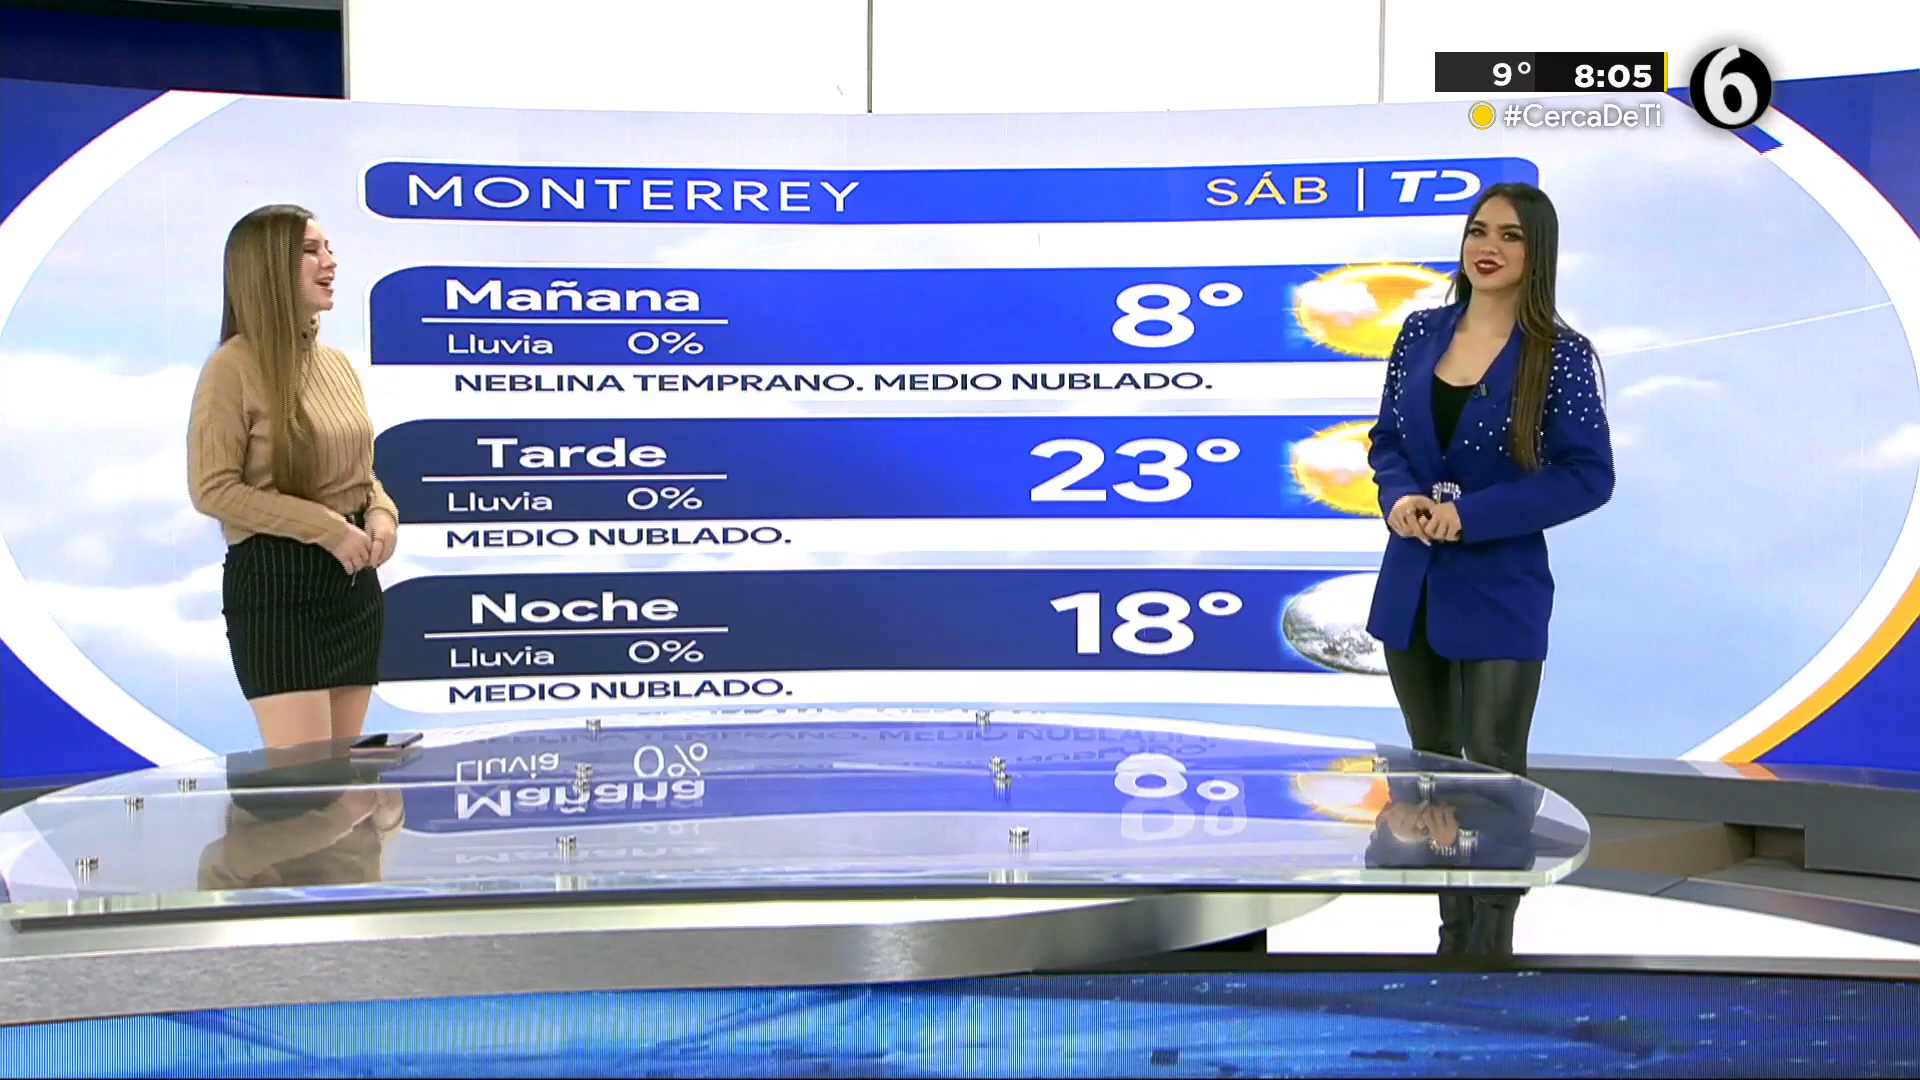 9° 8:05
6
#CercaDeTi
MONTERREY SÁB | TD
Mañana 8°
Lluvia 0%
NEBLINA TEMPRANO. MEDIO NUBLADO.
Tarde 23°
Lluvia 0%
MEDIO NUBLADO.
Noche 18°
Lluvia 0%
MEDIO NUBLADO.